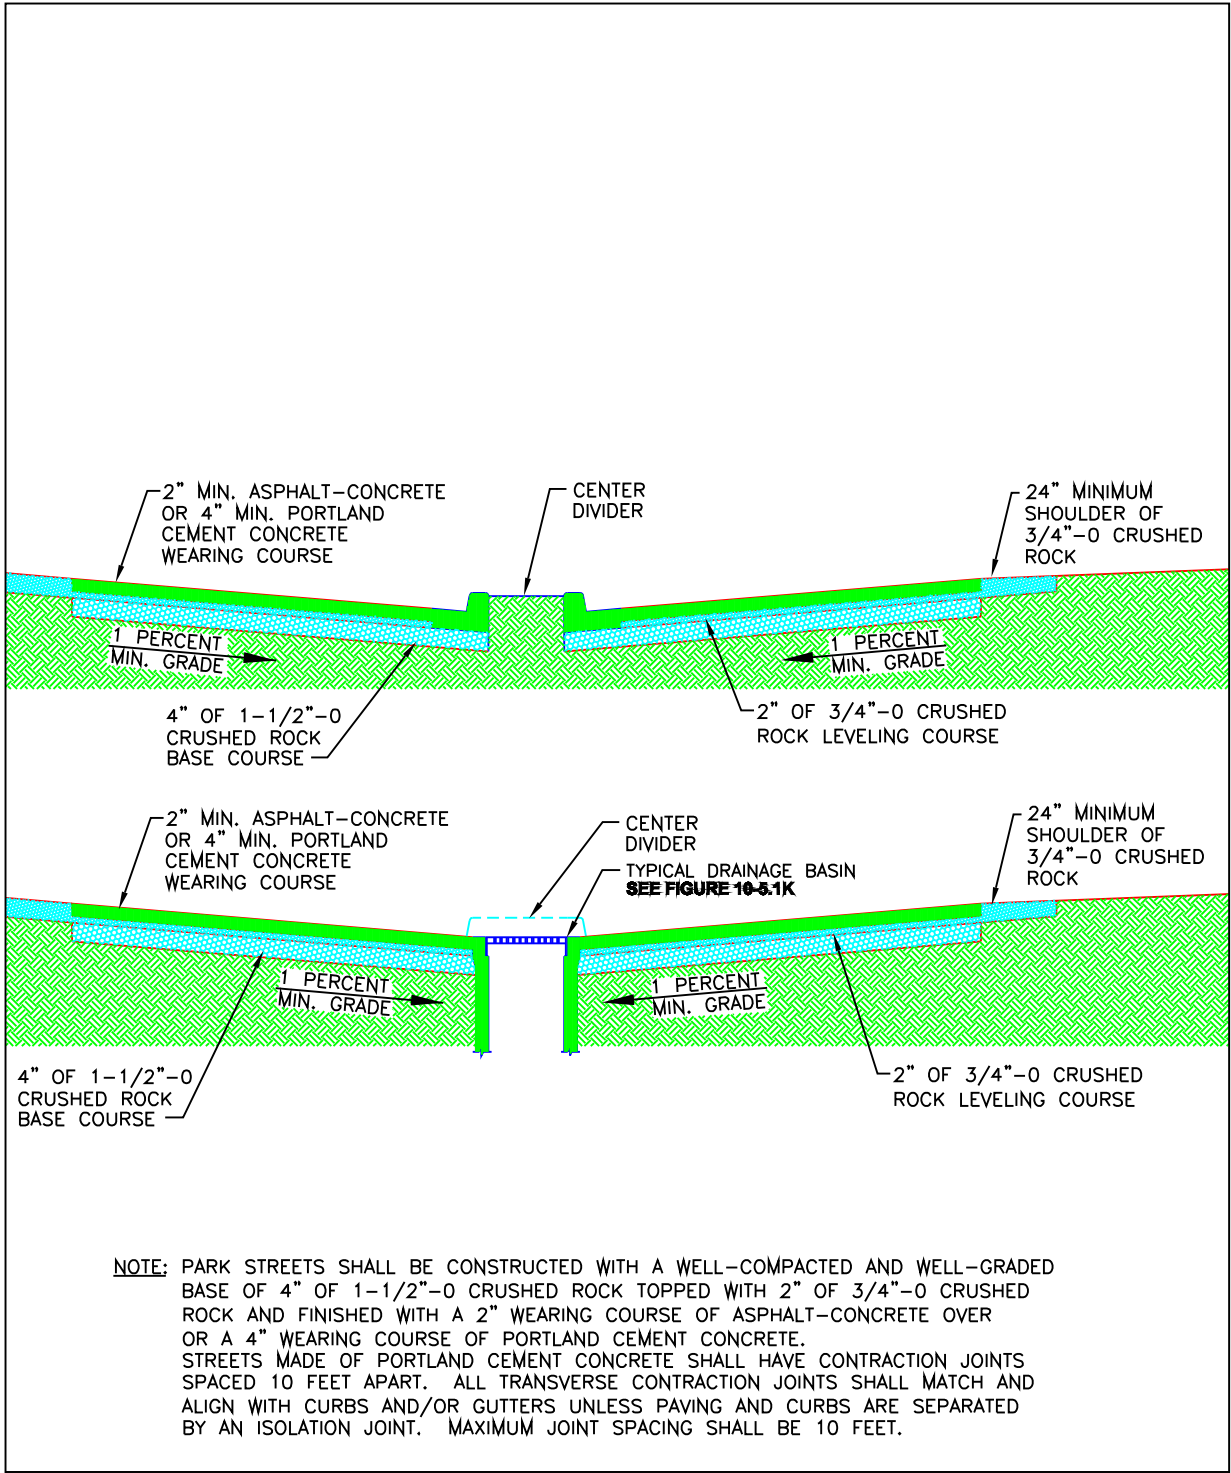 2” MIN. ASPHALT–CONCRETE
OR 4” MIN. PORTLAND
CEMENT CONCRETE
WEARING COURSE
CENTER
DIVIDER
24” MINIMUM
SHOULDER OF
3/4”–0 CRUSHED
ROCK
1 PERCENT
MIN. GRADE
1 PERCENT
MIN. GRADE
4” OF 1–1/2”–0
CRUSHED ROCK
BASE COURSE
2” OF 3/4”–0 CRUSHED
ROCK LEVELING COURSE
2” MIN. ASPHALT–CONCRETE
OR 4” MIN. PORTLAND
CEMENT CONCRETE
WEARING COURSE
CENTER
DIVIDER
TYPICAL DRAINAGE BASIN
SEE FIGURE 10-5.1K
24” MINIMUM
SHOULDER OF
3/4”–0 CRUSHED
ROCK
1 PERCENT
MIN. GRADE
1 PERCENT
MIN. GRADE
4” OF 1–1/2”–0
CRUSHED ROCK
BASE COURSE
2” OF 3/4”–0 CRUSHED
ROCK LEVELING COURSE
NOTE: PARK STREETS SHALL BE CONSTRUCTED WITH A WELL–COMPACTED AND WELL–GRADED
BASE OF 4” OF 1–1/2”–0 CRUSHED ROCK TOPPED WITH 2” OF 3/4”–0 CRUSHED
ROCK AND FINISHED WITH A 2” WEARING COURSE OF ASPHALT–CONCRETE OVER
OR A 4” WEARING COURSE OF PORTLAND CEMENT CONCRETE.
STREETS MADE OF PORTLAND CEMENT CONCRETE SHALL HAVE CONTRACTION JOINTS
SPACED 10 FEET APART. ALL TRANSVERSE CONTRACTION JOINTS SHALL MATCH AND
ALIGN WITH CURBS AND/OR GUTTERS UNLESS PAVING AND CURBS ARE SEPARATED
BY AN ISOLATION JOINT. MAXIMUM JOINT SPACING SHALL BE 10 FEET.